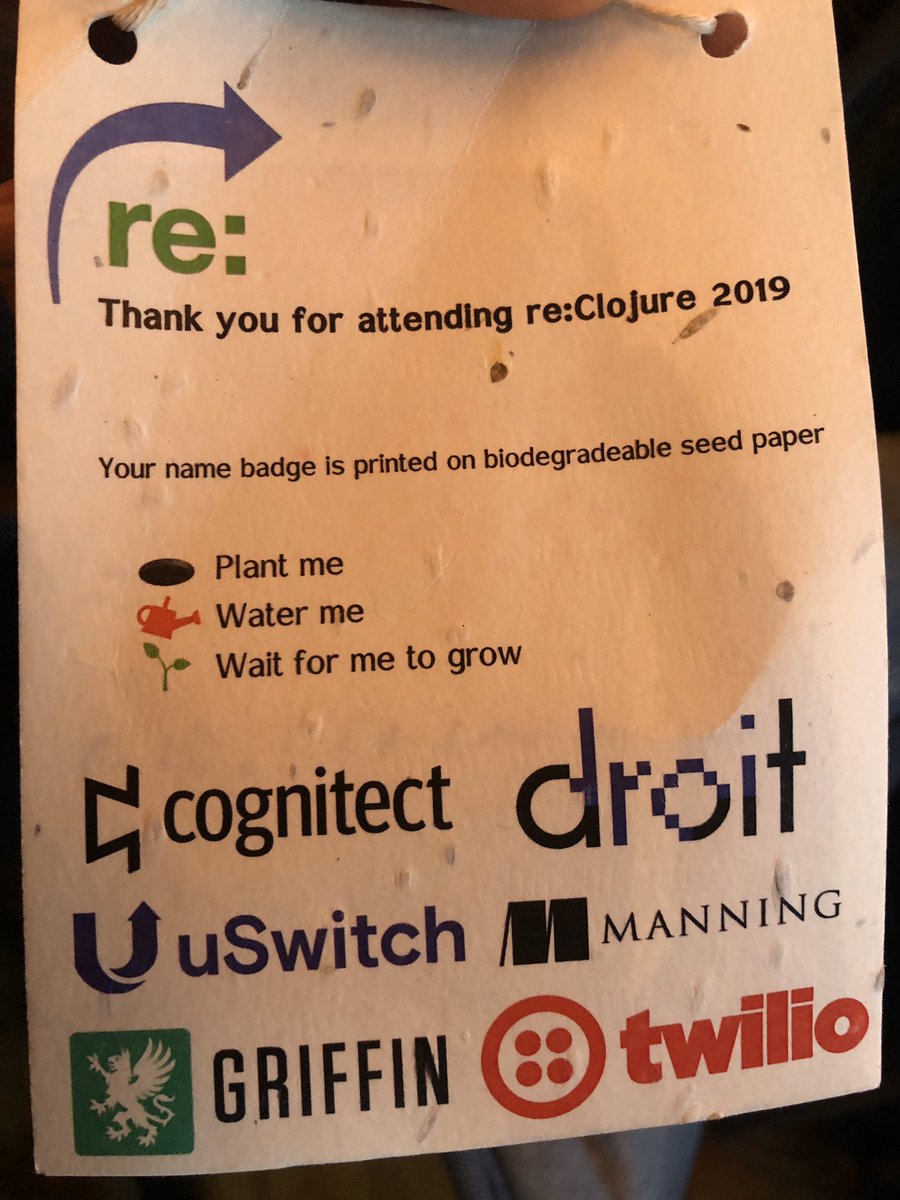 re:
Thank you for attending re:Clojure 2019
Your name badge is printed on biodegradeable seed paper
Plant me
Water me
Wait for me to grow
cognitect
droit
uSwitch
MANNING
GRIFFIN
twilio